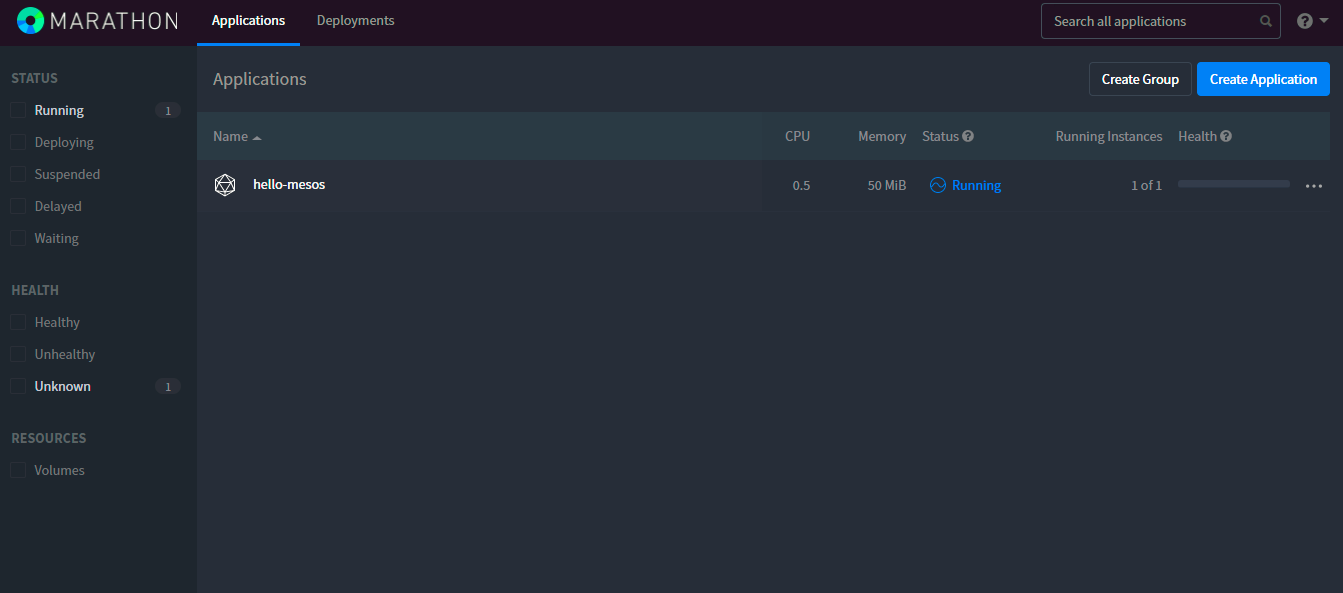 MARATHON Applications Deployments Search all applications
STATUS
Running 1
Deploying
Suspended
Delayed
Waiting
HEALTH
Healthy
Unhealthy
Unknown 1
RESOURCES
Volumes
Applications Create Group Create Application
Name CPU Memory Status Running Instances Health
hello-mesos 0.5 50 MiB Running 1 of 1